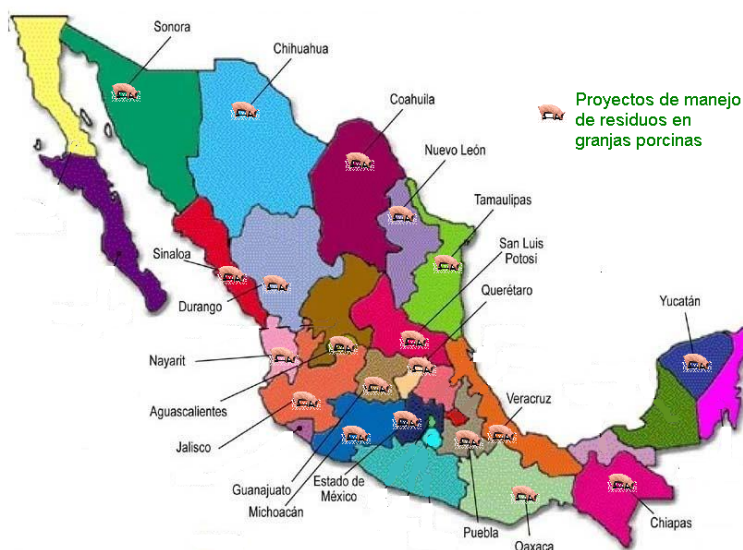 Sonora
Chihuahua
Coahuila
Proyectos de manejo
de residuos en
granjas porcinas
Nuevo León
Tamaulipas
San Luis
Potosí
Sinaloa
Querétaro
Durango
Yucatán
Nayarit
Aguascalientes
Veracruz
Jalisco
Guanajuato
Estado de
México
Michoacán
Puebla
Oaxaca
Chiapas